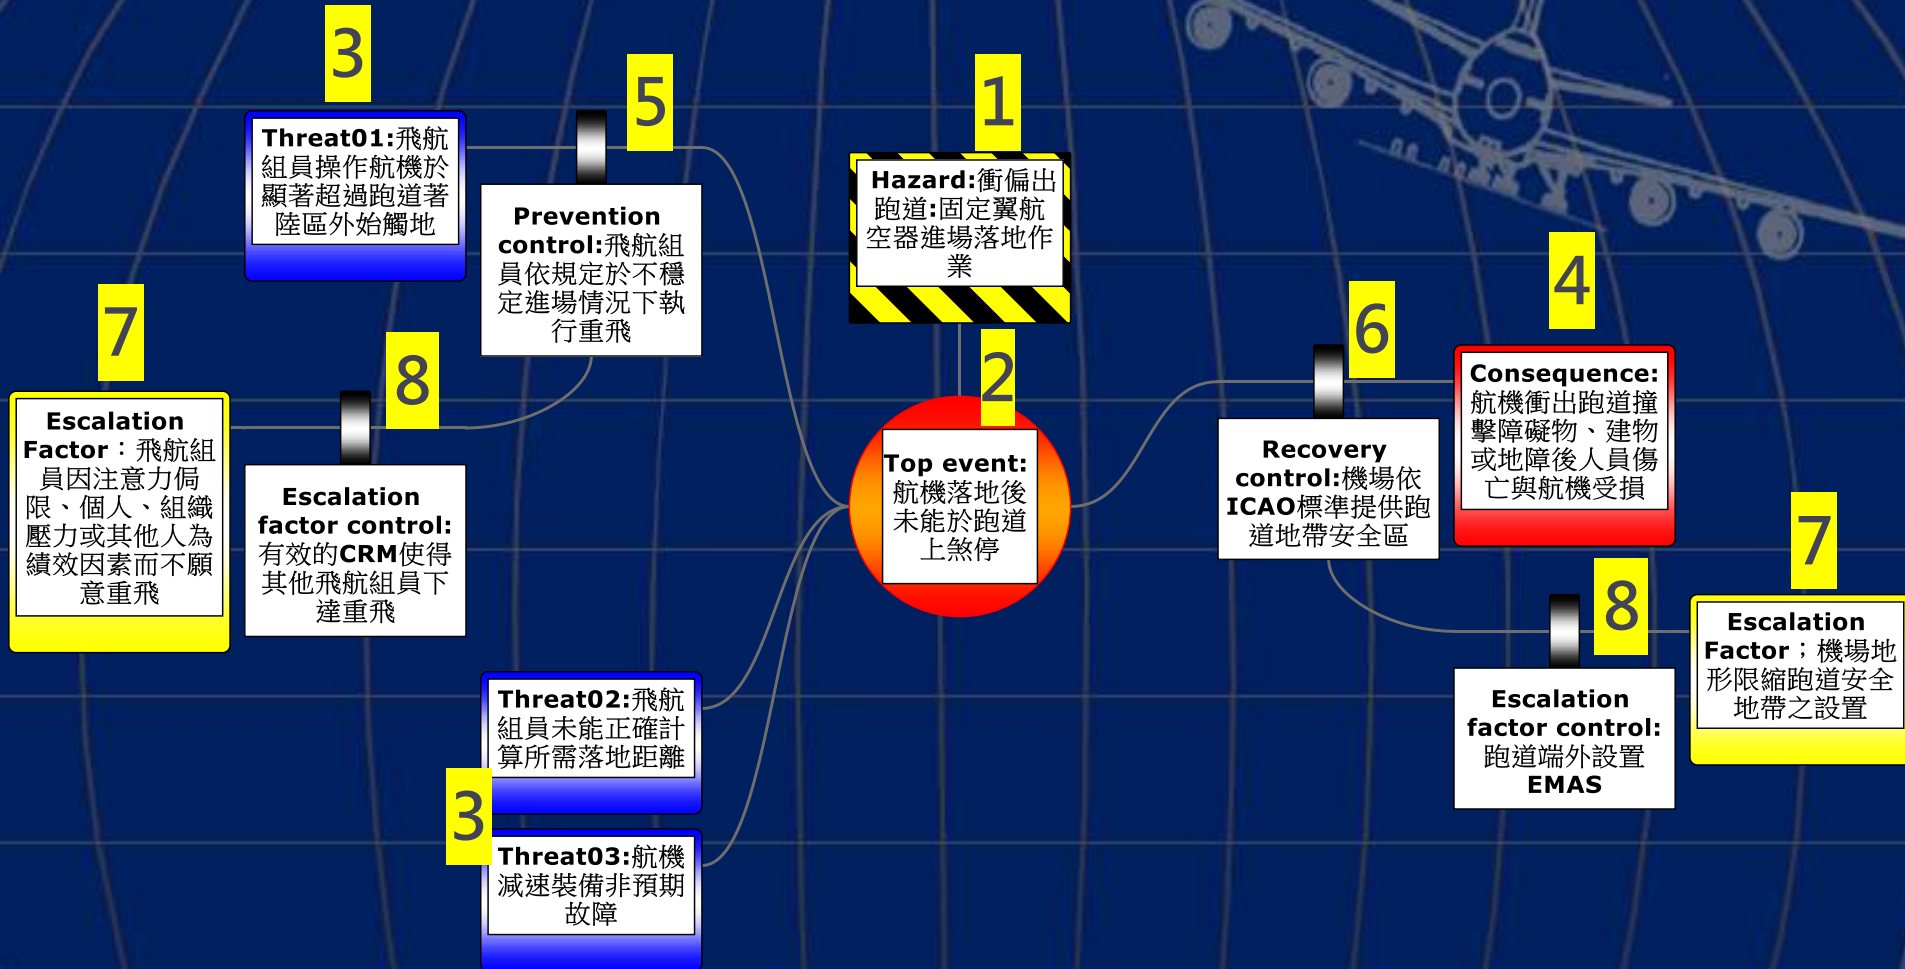 3
Threat01:飛航
組員操作航機於
顯著超過跑道著
陸區外始觸地
5
Prevention
control:飛航組
員依規定於不穩
定進場情況下執
行重飛
1
Hazard:衝偏出
跑道:固定翼航
空器進場落地作
業
7
Escalation
Factor：飛航組
員因注意力侷
限、個人、組織
壓力或其他人為
績效因素而不願
意重飛
8
Escalation
factor control:
有效的CRM使得
其他飛航組員下
達重飛
2
Top event:
航機落地後
未能於跑道
上煞停
6
Recovery
control:機場依
ICAO標準提供跑
道地帶安全區
4
Consequence:
航機衝出跑道撞
擊障礙物、建物
或地障後人員傷
亡與航機受損
7
Escalation
Factor；機場地
形限縮跑道安全
地帶之設置
8
Escalation
factor control:
跑道端外設置
EMAS
Threat02:飛航
組員未能正確計
算所需落地距離
3
Threat03:航機
減速裝備非預期
故障